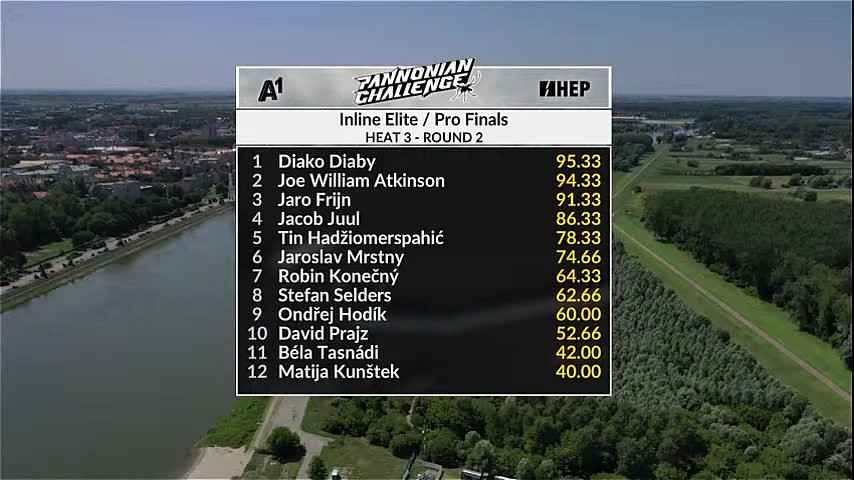 A1
PANNONIAN
CHALLENGE
HEP
Inline Elite / Pro Finals
HEAT 3 - ROUND 2
1 Diako Diaby 95.33
2 Joe William Atkinson 94.33
3 Jaro Frijn 91.33
4 Jacob Juul 86.33
5 Tin Hadžiomerspahić 78.33
6 Jaroslav Mrstny 74.66
7 Robin Konečný 64.33
8 Stefan Selders 62.66
9 Ondřej Hodík 60.00
10 David Prajz 52.66
11 Béla Tasnádi 42.00
12 Matija Kunštek 40.00